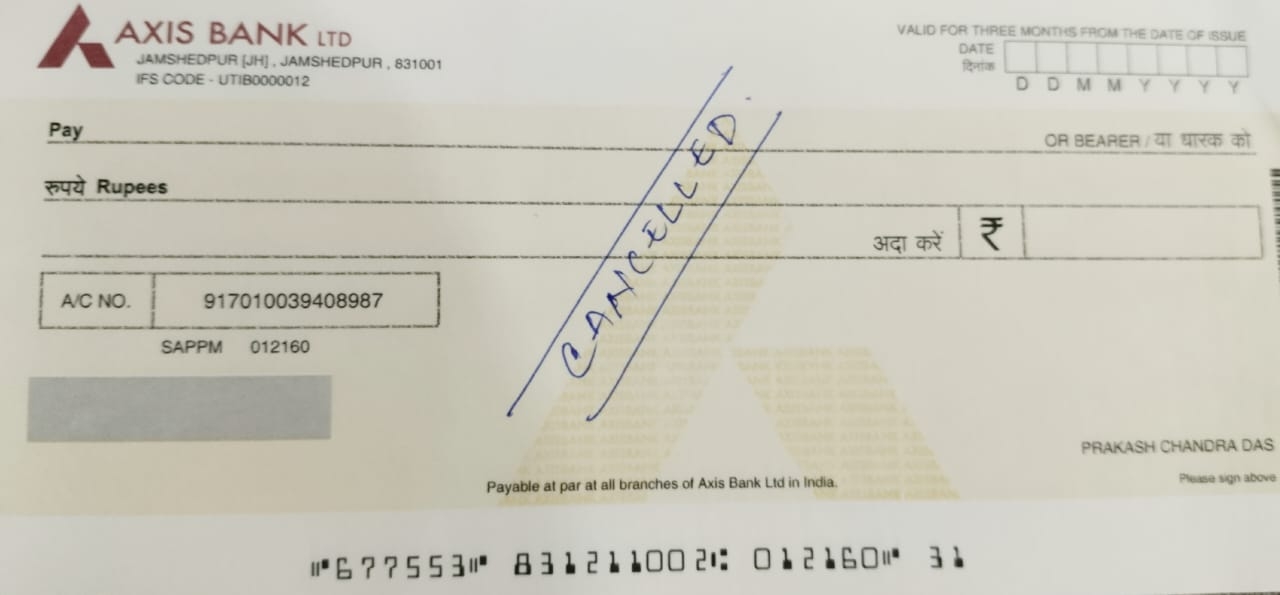 AXIS BANK LTD
JAMSHEDPUR [JH] , JAMSHEDPUR , 831001
IFS CODE - UTIB0000012
VALID FOR THREE MONTHS FROM THE DATE OF ISSUE
DATE
दिनांक
D D M M Y Y Y Y
Pay
OR BEARER / या धारक को
रुपये Rupees
अदा करें ₹
A/C NO. 917010039408987
SAPPM 012160
CANCELLED.
PRAKASH CHANDRA DAS
Please sign above
Payable at par at all branches of Axis Bank Ltd in India.
⑈677553⑈ 831211002⑆ 012160⑈ 31